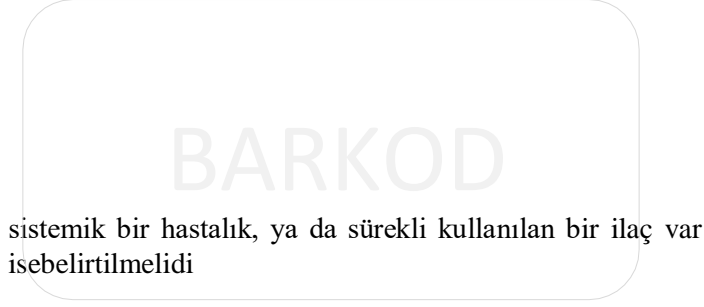 BARKOD
sistemik bir hastalık, ya da sürekli kullanılan bir ilaç var
isebelirtilmelidi